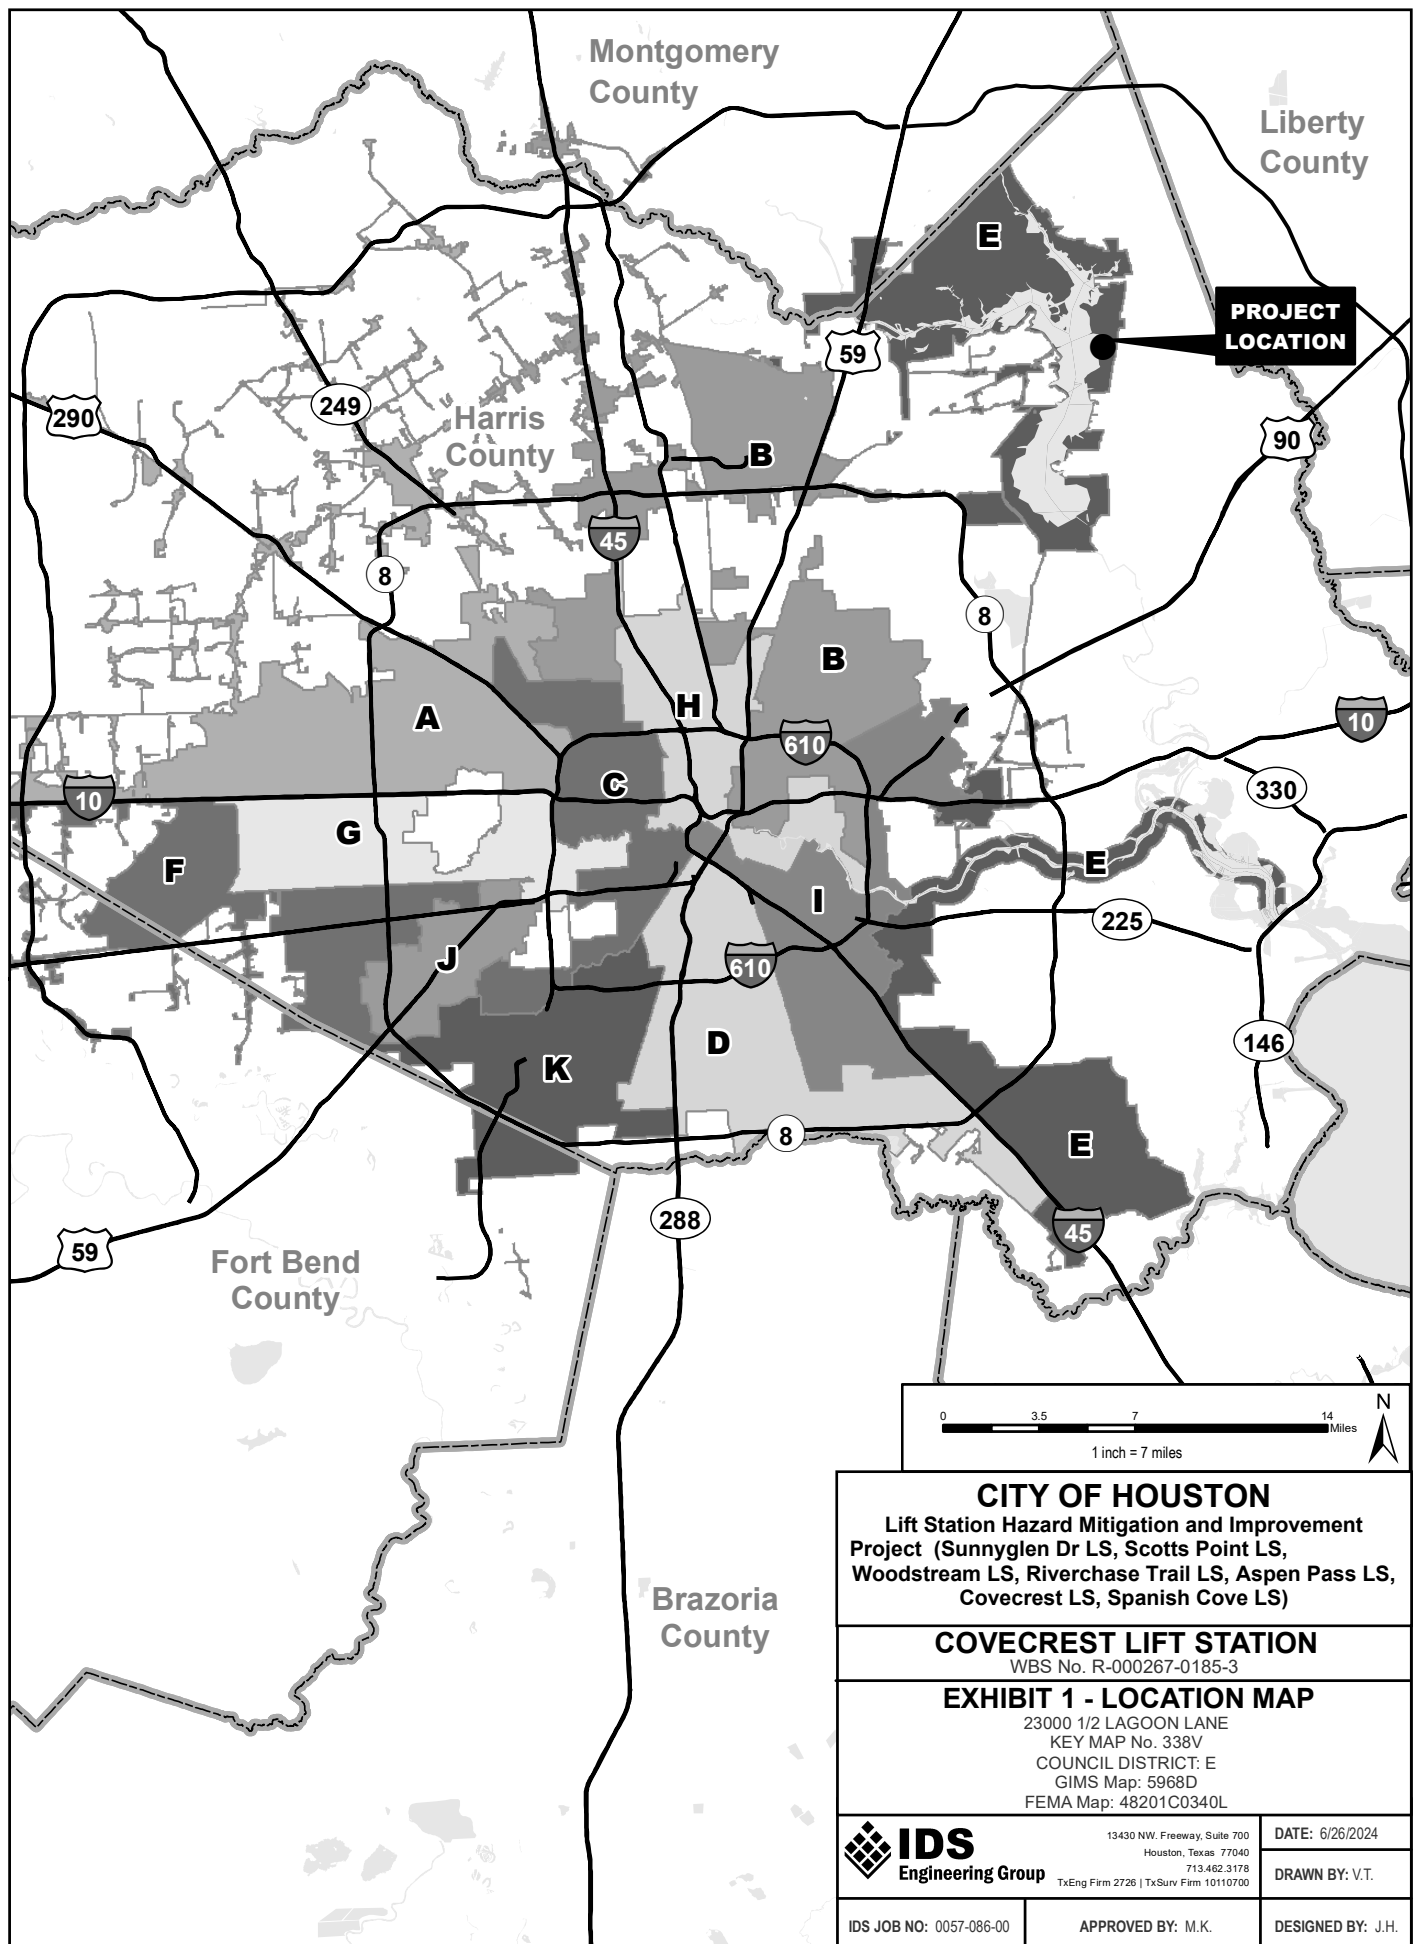 Montgomery
County
Liberty
County
E
PROJECT
LOCATION
59
290
249
Harris
County
90
B
45
8
8
B
A
H
610
10
C
10
330
G
F
E
I
225
J
610
D
146
K
8
E
288
45
59
Fort Bend
County
Brazoria
County
N
0 3.5 7 14
Miles
1 inch = 7 miles
CITY OF HOUSTON
Lift Station Hazard Mitigation and Improvement
Project (Sunnyglen Dr LS, Scotts Point LS,
Woodstream LS, Riverchase Trail LS, Aspen Pass LS,
Covecrest LS, Spanish Cove LS)
COVECREST LIFT STATION
WBS No. R-000267-0185-3
EXHIBIT 1 - LOCATION MAP
23000 1/2 LAGOON LANE
KEY MAP No. 338V
COUNCIL DISTRICT: E
GIMS Map: 5968D
FEMA Map: 48201C0340L
IDS
Engineering Group
13430 NW. Freeway, Suite 700
Houston, Texas 77040
713.462.3178
TxEng Firm 2726 | TxSurv Firm 10110700
DATE: 6/26/2024
DRAWN BY: V.T.
IDS JOB NO: 0057-086-00
APPROVED BY: M.K.
DESIGNED BY: J.H.